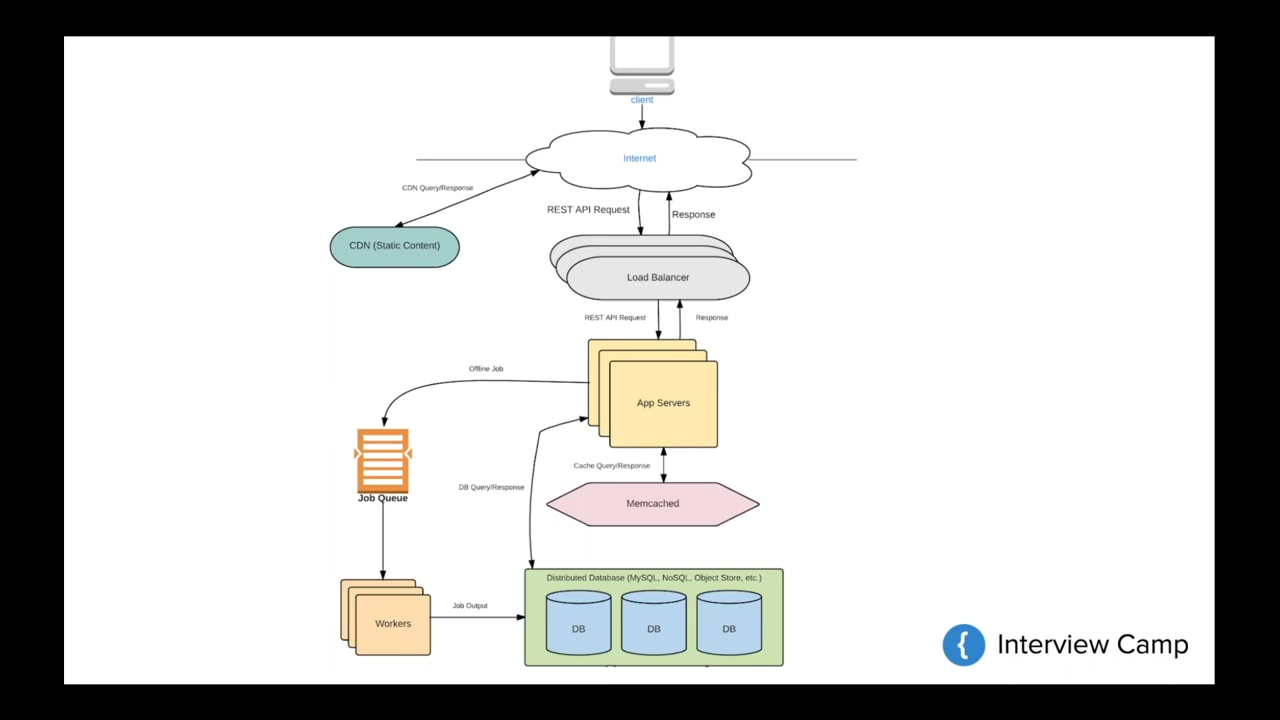 client
Internet
CDN Query/Response
REST API Request
Response
CDN (Static Content)
Load Balancer
REST API Request
Response
Offline Job
App Servers
Cache Query/Response
DB Query/Response
Job Queue
Memcached
Distributed Database (MySQL, NoSQL, Object Store, etc.)
Job Output
Workers
DB
DB
DB
{ Interview Camp